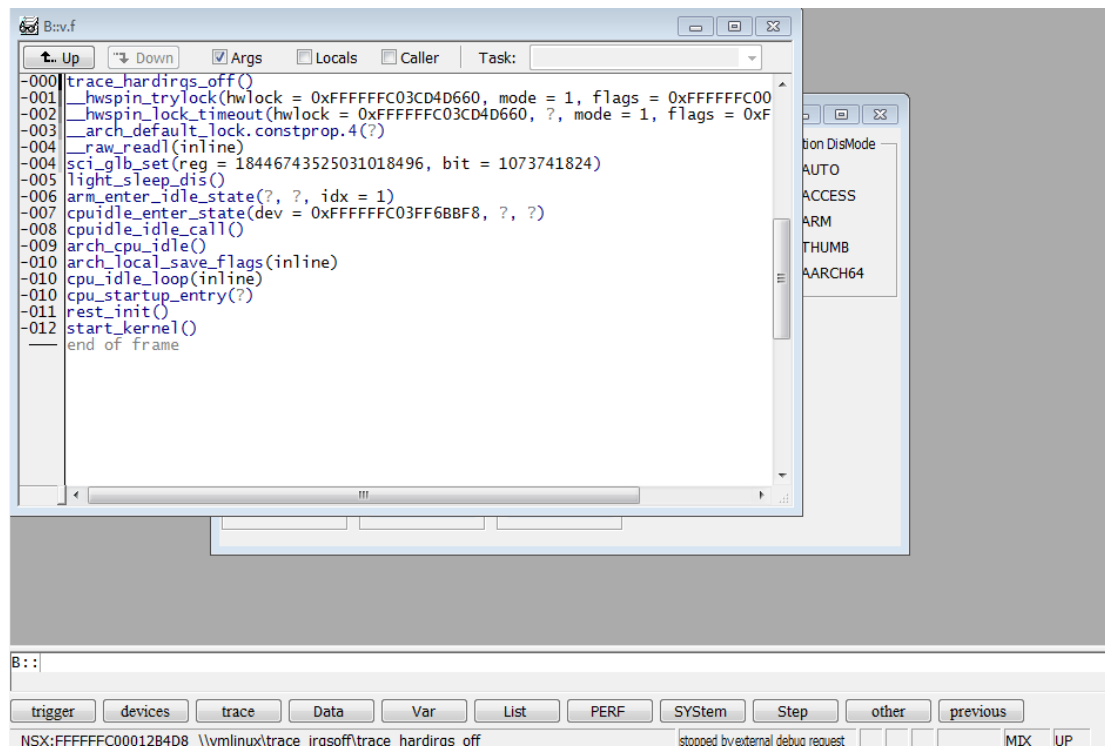 B::v.f
Up Down Args Locals Caller Task:
-000 trace_hardirqs_off()
-001 __hwspin_trylock(hwlock = 0xFFFFFFC03CD4D660, mode = 1, flags = 0xFFFFFFC00
-002 __hwspin_lock_timeout(hwlock = 0xFFFFFFC03CD4D660, ?, mode = 1, flags = 0xF
-003 __arch_default_lock.constprop.4(?)
-004 __raw_readl(inline)
-004 sci_glb_set(reg = 18446743525031018496, bit = 1073741824)
-005 light_sleep_dis()
-006 arm_enter_idle_state(?, ?, idx = 1)
-007 cpuidle_enter_state(dev = 0xFFFFFFC03FF6BBF8, ?, ?)
-008 cpuidle_idle_call()
-009 arch_cpu_idle()
-010 arch_local_save_flags(inline)
-010 cpu_idle_loop(inline)
-010 cpu_startup_entry(?)
-011 rest_init()
-012 start_kernel()
end of frame
tion DisMode
AUTO
ACCESS
ARM
THUMB
AARCH64
B::
trigger devices trace Data Var List PERF SYStem Step other previous
NSX:FFFFFFC00012B4D8 \\vmlinux\trace_irqsoff\trace_hardirqs_off stopped by external debug request MIX UP